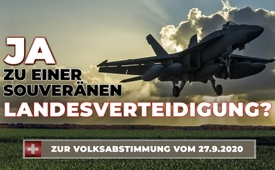 JA
ZU EINER
SOUVERÄNEN
LANDESVERTEIDIGUNG?
ZUR VOLKSABSTIMMUNG VOM 27.9.2020